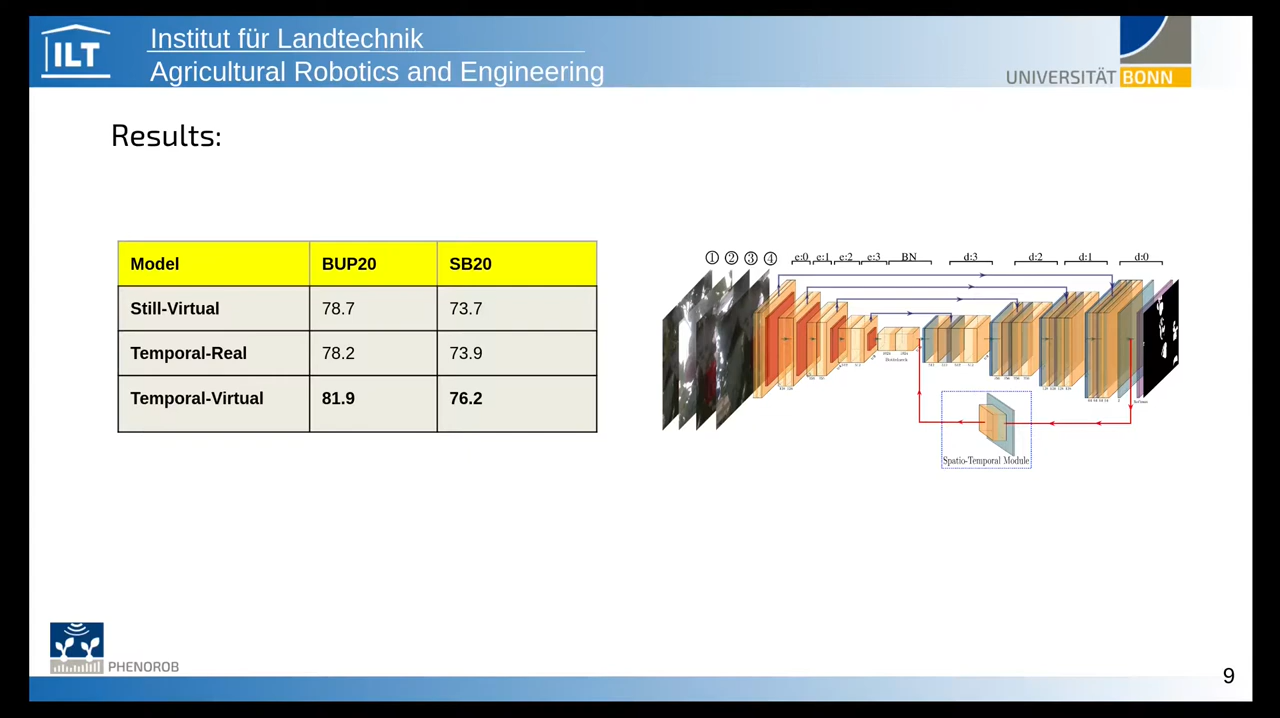 ILT
Institut für Landtechnik
Agricultural Robotics and Engineering
UNIVERSITÄT BONN
Results:
Model BUP20 SB20
Still-Virtual 78.7 73.7
Temporal-Real 78.2 73.9
Temporal-Virtual 81.9 76.2
① ② ③ ④ e:0 e:1 e:2 e:3 BN d:3 d:2 d:1 d:0
Spatio-Temporal Module
PHENOROB
9